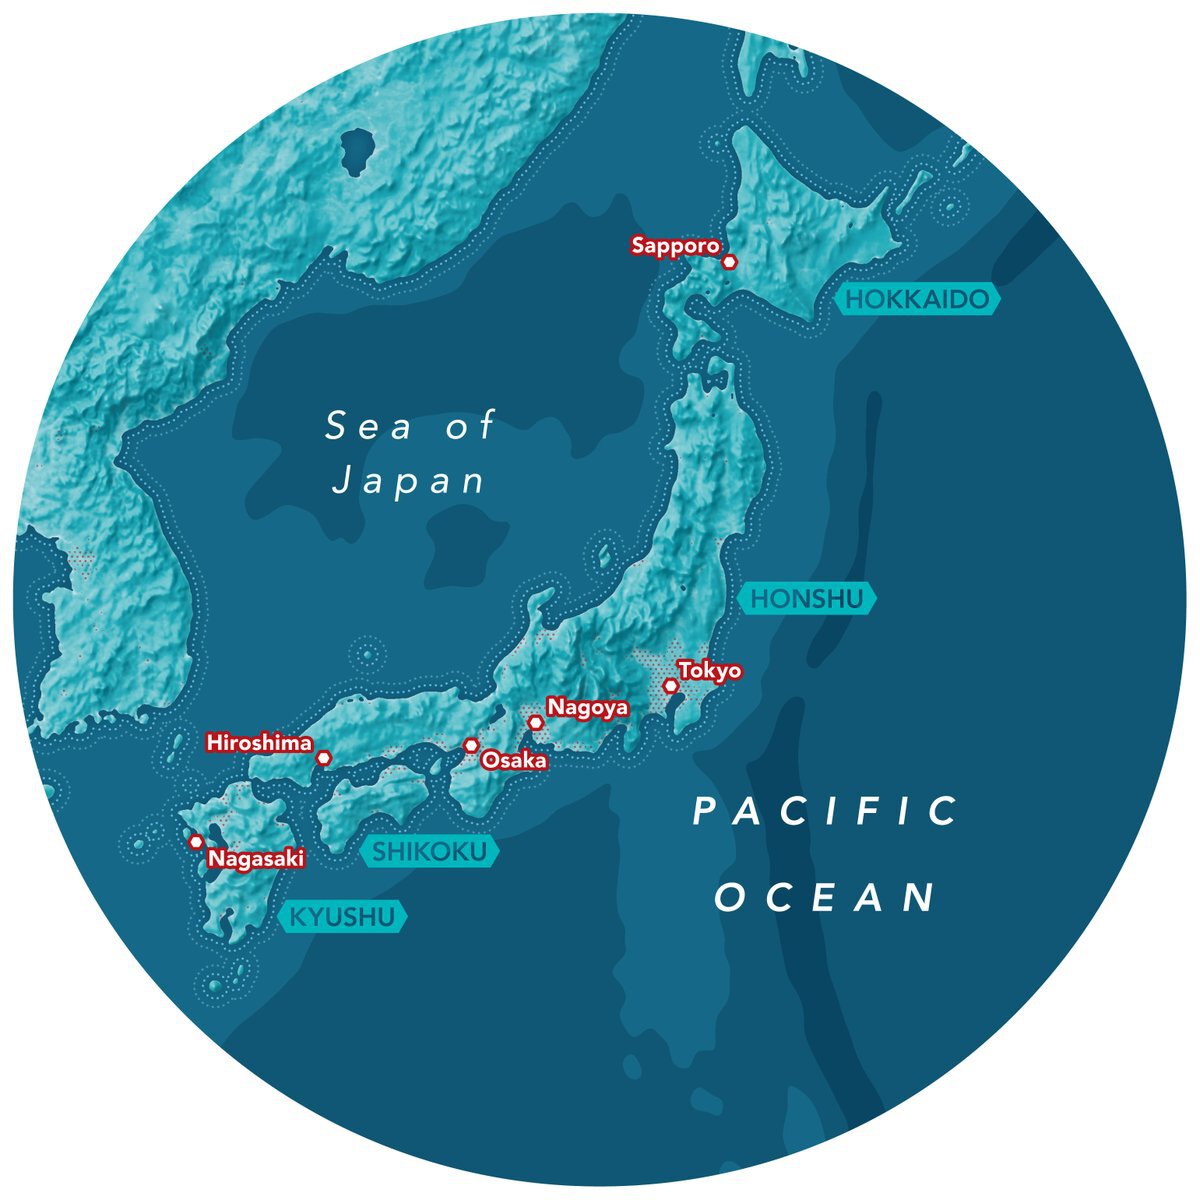 Sapporo
HOKKAIDO
Sea of
Japan
HONSHU
Tokyo
Nagoya
Hiroshima
Osaka
PACIFIC
OCEAN
SHIKOKU
Nagasaki
KYUSHU